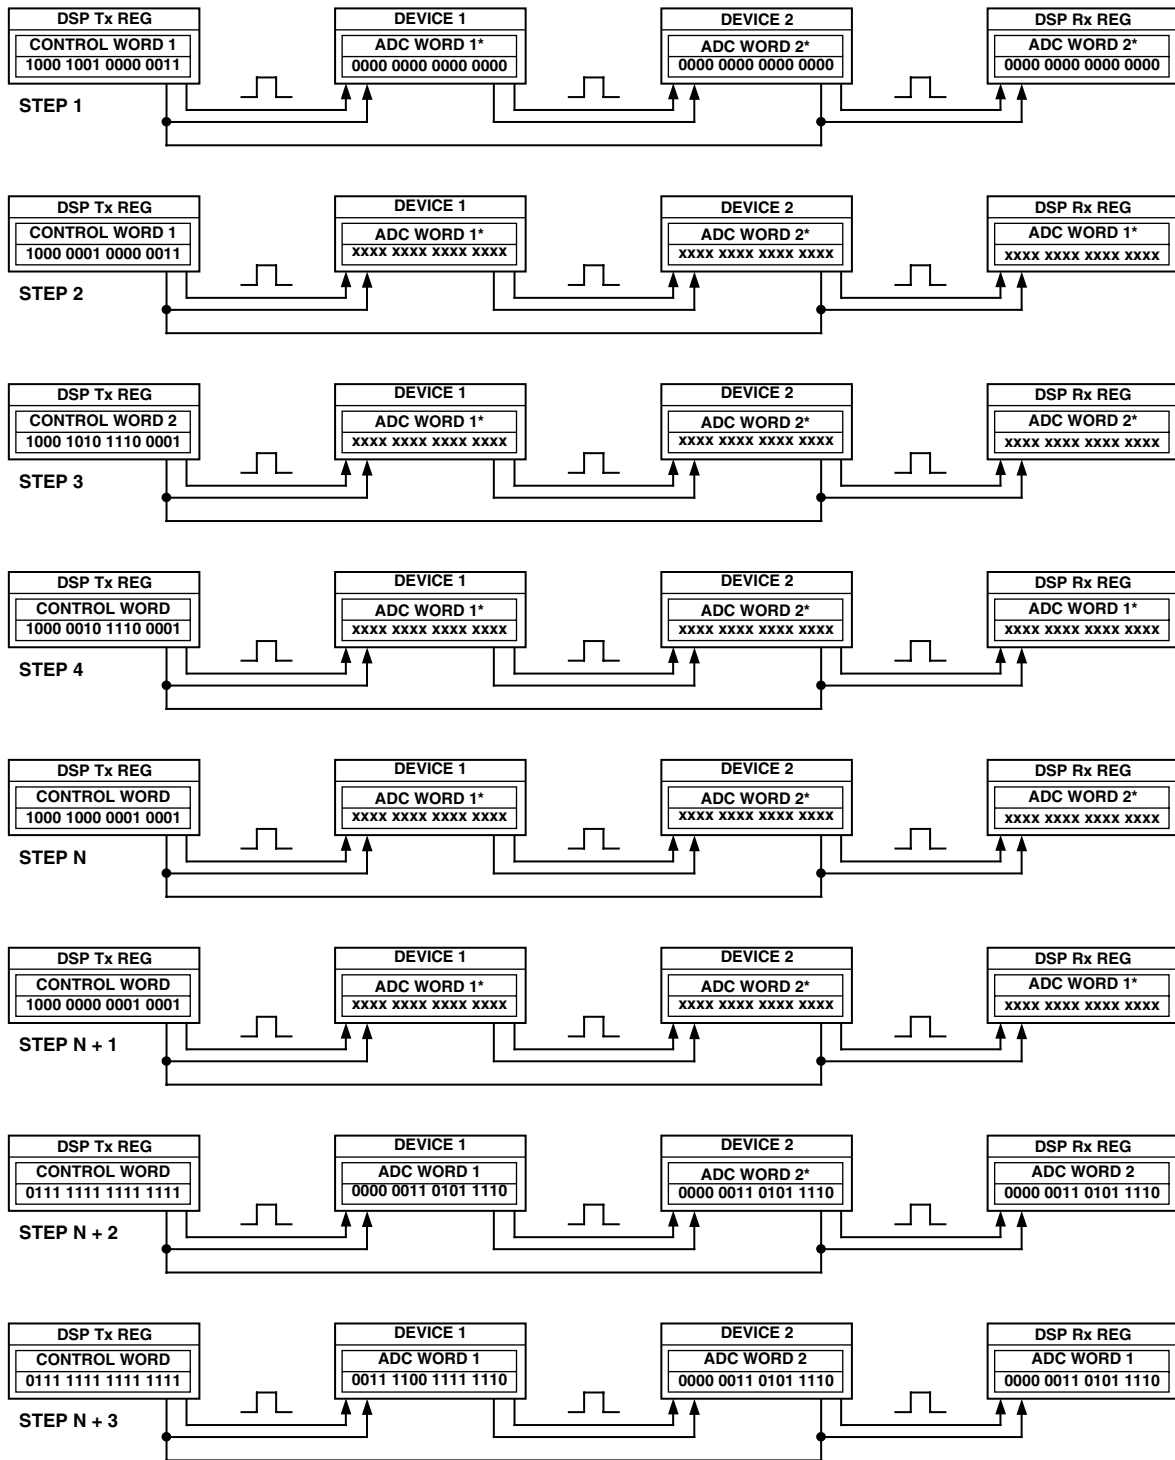 DSP Tx REG DEVICE 1 DEVICE 2 DSP Rx REG
CONTROL WORD 1 ADC WORD 1* ADC WORD 2* ADC WORD 2*
1000 1001 0000 0011 0000 0000 0000 0000 0000 0000 0000 0000 0000 0000 0000 0000
STEP 1
DSP Tx REG DEVICE 1 DEVICE 2 DSP Rx REG
CONTROL WORD 1 ADC WORD 1* ADC WORD 2* ADC WORD 1*
1000 0001 0000 0011 xxxx xxxx xxxx xxxx xxxx xxxx xxxx xxxx xxxx xxxx xxxx xxxx
STEP 2
DSP Tx REG DEVICE 1 DEVICE 2 DSP Rx REG
CONTROL WORD 2 ADC WORD 1* ADC WORD 2* ADC WORD 2*
1000 1010 1110 0001 xxxx xxxx xxxx xxxx xxxx xxxx xxxx xxxx xxxx xxxx xxxx xxxx
STEP 3
DSP Tx REG DEVICE 1 DEVICE 2 DSP Rx REG
CONTROL WORD ADC WORD 1* ADC WORD 2* ADC WORD 1*
1000 0010 1110 0001 xxxx xxxx xxxx xxxx xxxx xxxx xxxx xxxx xxxx xxxx xxxx xxxx
STEP 4
DSP Tx REG DEVICE 1 DEVICE 2 DSP Rx REG
CONTROL WORD ADC WORD 1* ADC WORD 2* ADC WORD 2*
1000 1000 0001 0001 xxxx xxxx xxxx xxxx xxxx xxxx xxxx xxxx xxxx xxxx xxxx xxxx
STEP N
DSP Tx REG DEVICE 1 DEVICE 2 DSP Rx REG
CONTROL WORD ADC WORD 1* ADC WORD 2* ADC WORD 1*
1000 0000 0001 0001 xxxx xxxx xxxx xxxx xxxx xxxx xxxx xxxx xxxx xxxx xxxx xxxx
STEP N + 1
DSP Tx REG DEVICE 1 DEVICE 2 DSP Rx REG
CONTROL WORD ADC WORD 1 ADC WORD 2* ADC WORD 2
0111 1111 1111 1111 0000 0011 0101 1110 0000 0011 0101 1110 0000 0011 0101 1110
STEP N + 2
DSP Tx REG DEVICE 1 DEVICE 2 DSP Rx REG
CONTROL WORD ADC WORD 1 ADC WORD 2 ADC WORD 1
0111 1111 1111 1111 0011 1100 1111 1110 0000 0011 0101 1110 0000 0011 0101 1110
STEP N + 3